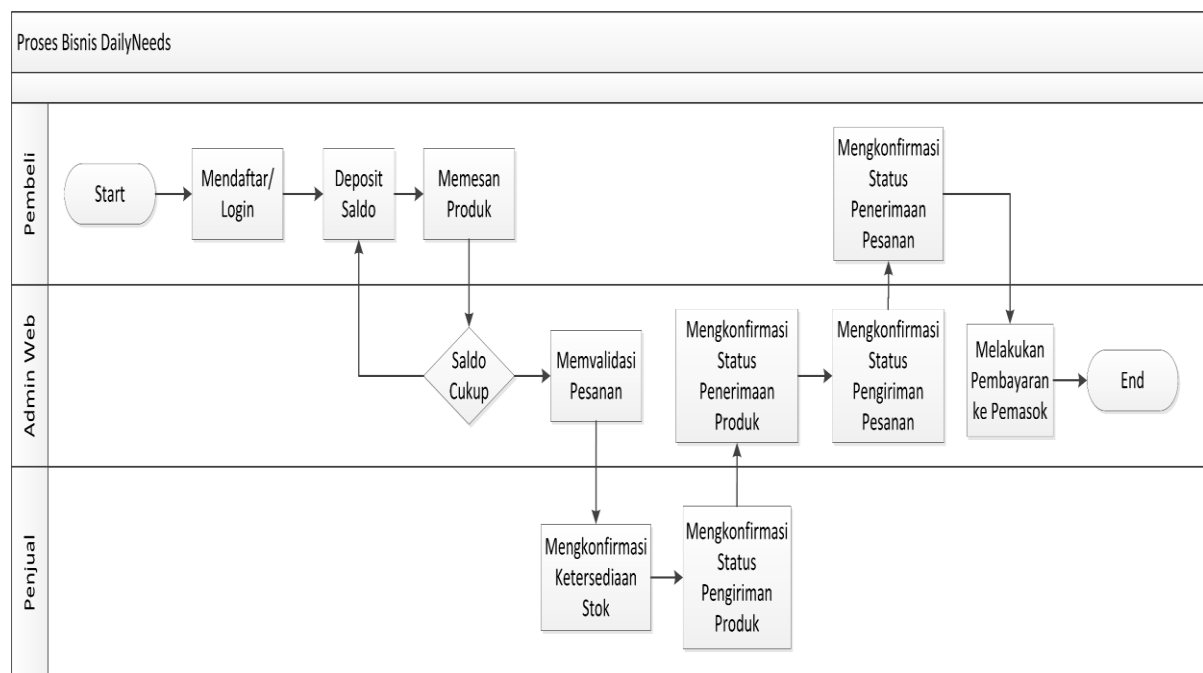 Proses Bisnis DailyNeeds
Pembeli
Start
Mendaftar/
Login
Deposit
Saldo
Memesan
Produk
Mengkonfirmasi
Status
Penerimaan
Pesanan
Admin Web
Saldo
Cukup
Memvalidasi
Pesanan
Mengkonfirmasi
Status
Penerimaan
Produk
Mengkonfirmasi
Status
Pengiriman
Pesanan
Melakukan
Pembayaran
ke Pemasok
End
Penjual
Mengkonfirmasi
Ketersediaan
Stok
Mengkonfirmasi
Status
Pengiriman
Produk